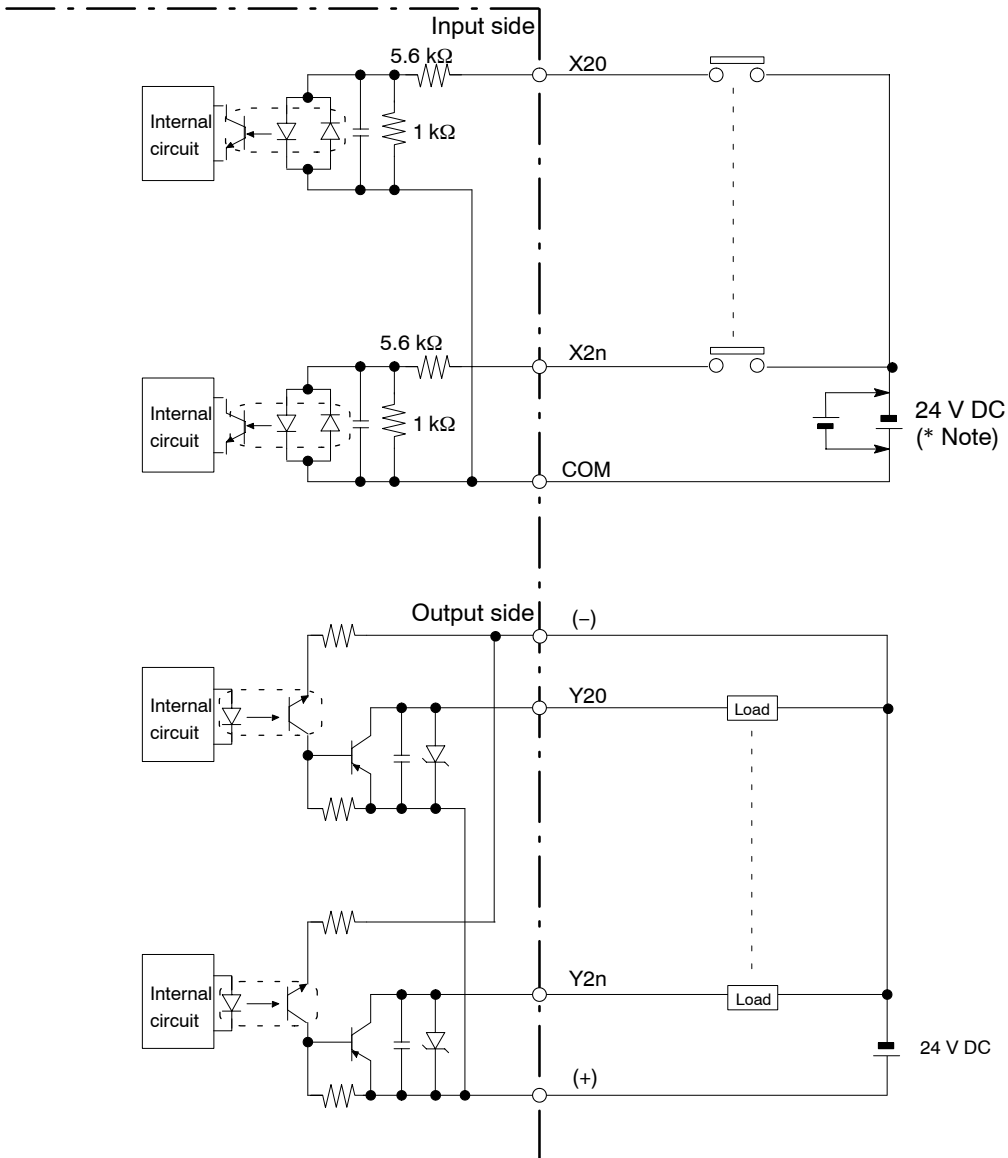 Input side
5.6 kΩ
X20
Internal
circuit
1 kΩ
5.6 kΩ
X2n
Internal
circuit
1 kΩ
24 V DC
(* Note)
COM
Output side
(−)
Internal
circuit
Y20
Load
Internal
circuit
Y2n
Load
24 V DC
(+)